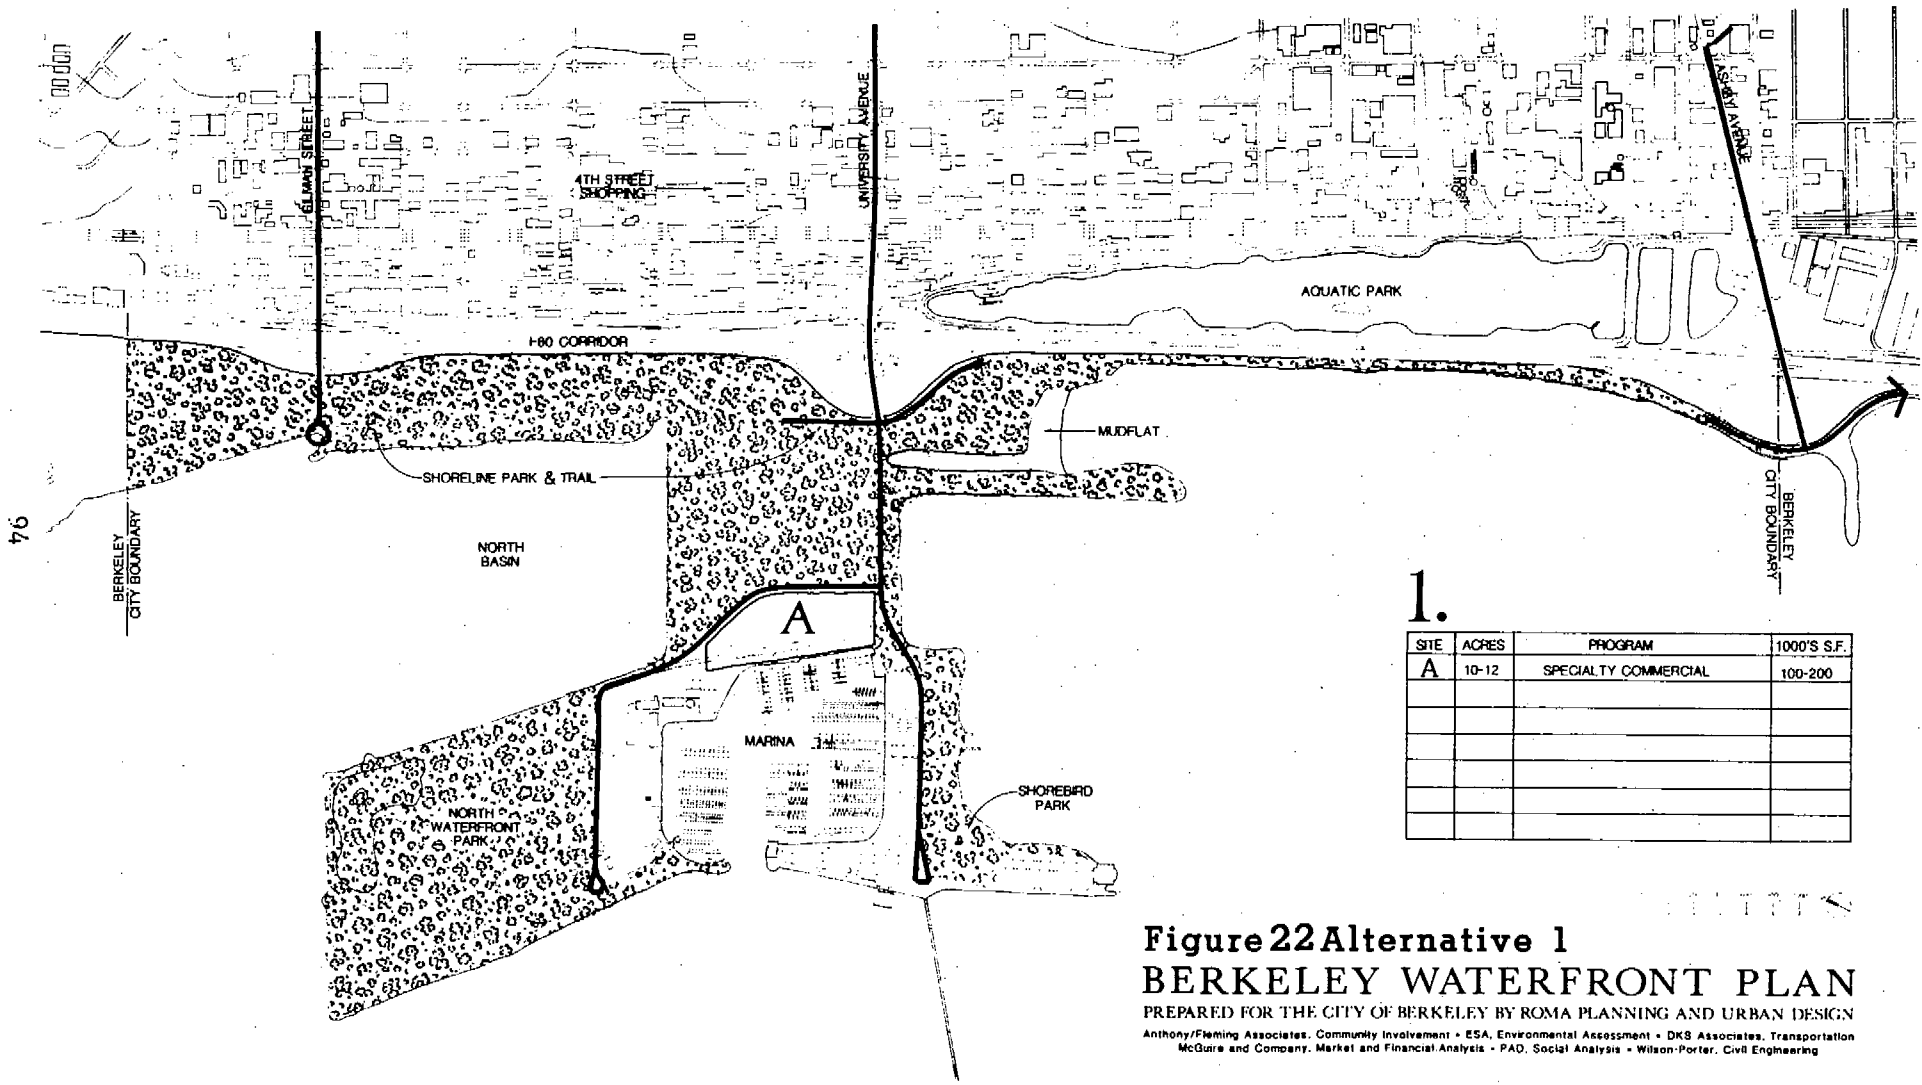 GILMAN STREET
UNIVERSITY AVENUE
ASHBY AVENUE
4TH STREET
SHOPPING
AQUATIC PARK
I-80 CORRIDOR
MUDFLAT
SHORELINE PARK & TRAIL
NORTH
BASIN
BERKELEY
CITY BOUNDARY
BERKELEY
CITY BOUNDARY
94
A
MARINA
SHOREBIRD
PARK
NORTH
WATERFRONT
PARK
1.
SITE ACRES PROGRAM 1000'S S.F.
A 10-12 SPECIALTY COMMERCIAL 100-200
Figure 22 Alternative 1
BERKELEY WATERFRONT PLAN
PREPARED FOR THE CITY OF BERKELEY BY ROMA PLANNING AND URBAN DESIGN
Anthony/Fleming Associates, Community Involvement • ESA, Environmental Assessment • DKS Associates, Transportation
McGuire and Company, Market and Financial Analysis • PAD, Social Analysis • Wilson-Porter, Civil Engineering